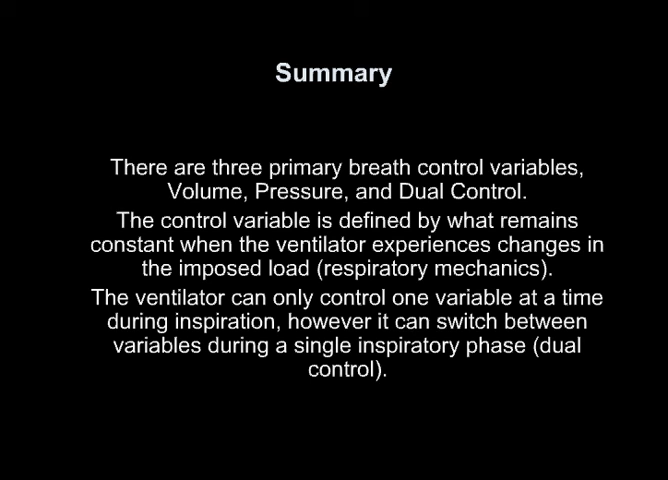 Summary
There are three primary breath control variables,
Volume, Pressure, and Dual Control.
The control variable is defined by what remains
constant when the ventilator experiences changes in
the imposed load (respiratory mechanics).
The ventilator can only control one variable at a time
during inspiration, however it can switch between
variables during a single inspiratory phase (dual
control).